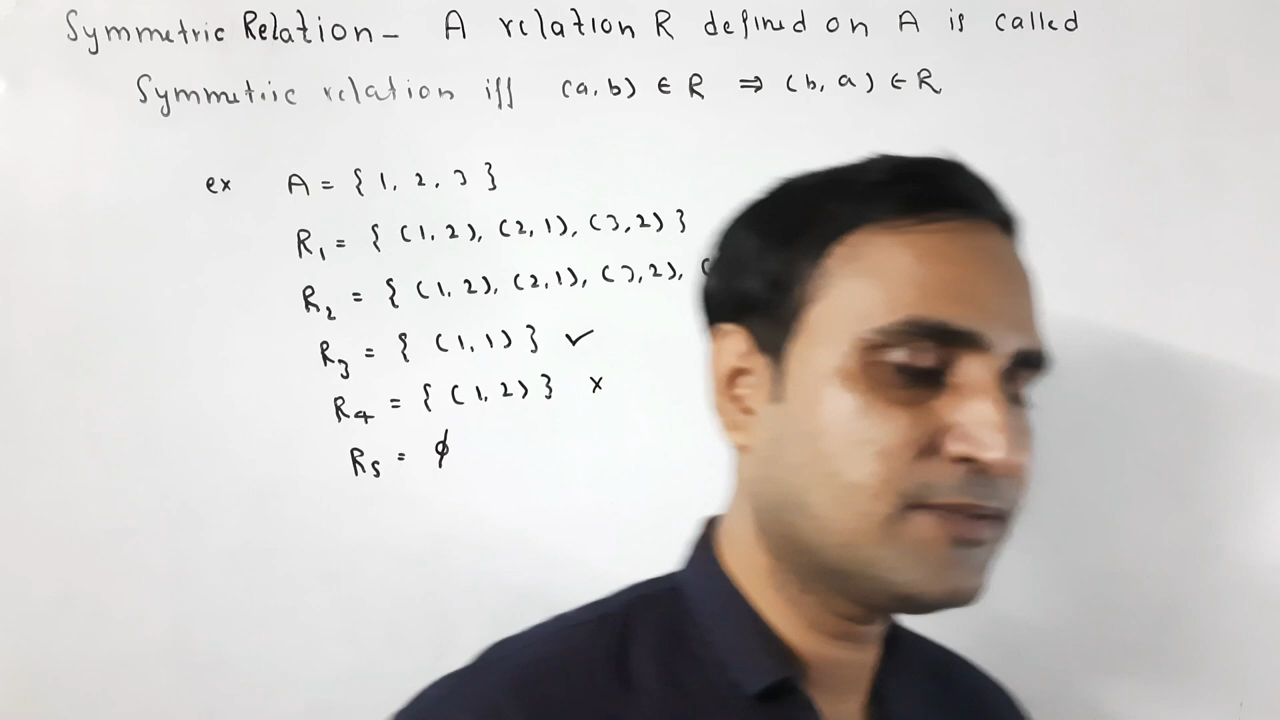 Symmetric Relation - A relation R defined on A is called
Symmetric relation iff (a, b) ∈ R ⇒ (b, a) ∈ R
ex A = { 1, 2, 3 }
R₁ = { (1, 2), (2, 1), (3, 2) }
R₂ = { (1, 2), (2, 1), (3, 2), (
R₃ = { (1, 1) } ✓
R₄ = { (1, 2) } ×
R₅ = ϕ